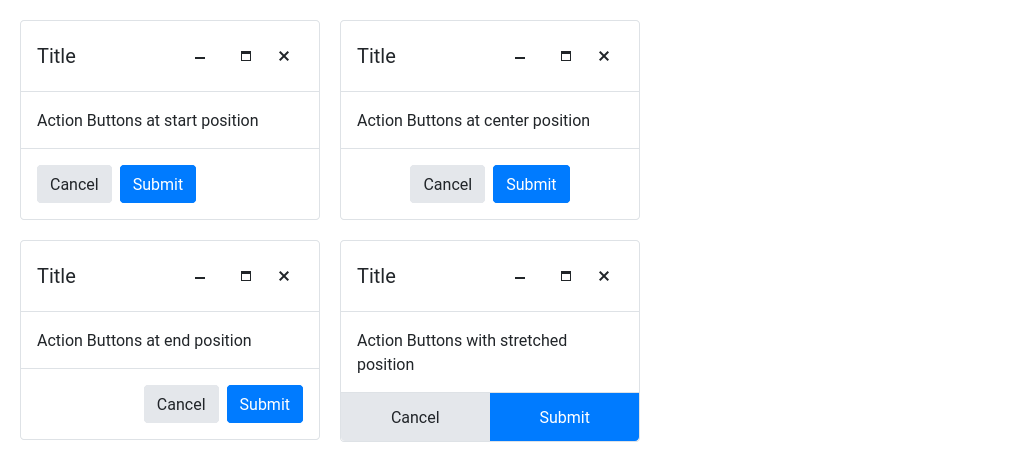 Title
Action Buttons at start position
Cancel Submit
Title
Action Buttons at center position
Cancel Submit
Title
Action Buttons at end position
Cancel Submit
Title
Action Buttons with stretched
position
Cancel Submit